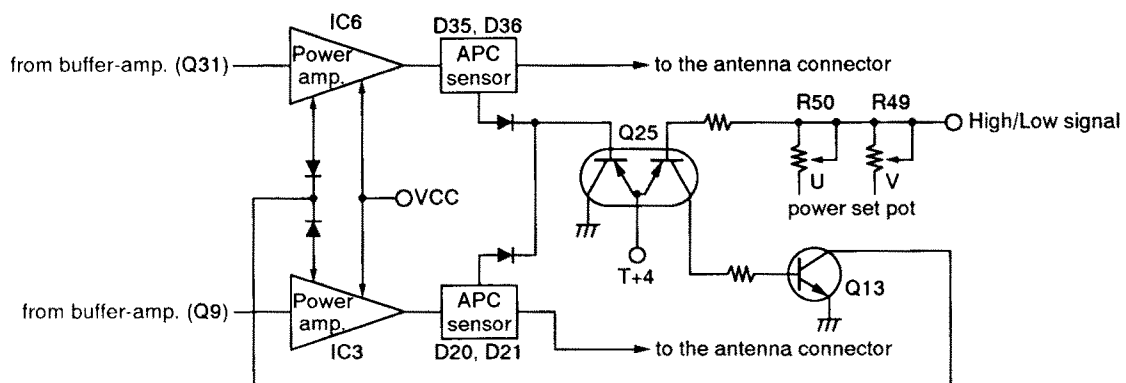 IC6
D35, D36
from buffer-amp. (Q31)
Power
amp.
APC
sensor
to the antenna connector
Q25
R50
R49
High/Low signal
U
V
power set pot
VCC
T+4
Q13
from buffer-amp. (Q9)
Power
amp.
IC3
APC
sensor
D20, D21
to the antenna connector